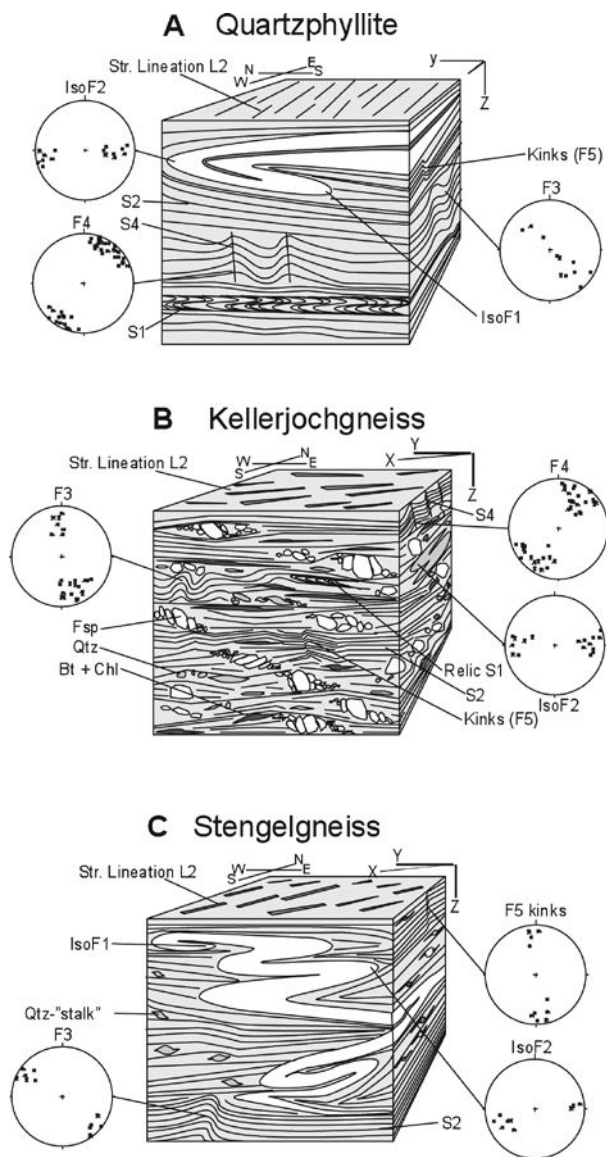 A Quartzphyllite
Str. Lineation L2
N E
W S
y
Z
IsoF2
Kinks (F5)
F3
S2
S4
F4
IsoF1
S1
B Kellerjochgneiss
Str. Lineation L2
W N
S E
Y
X
Z
F4
F3
S4
Fsp
Qtz
Bt + Chl
Relic S1
S2
Kinks (F5)
IsoF2
C Stengelgneiss
Str. Lineation L2
W N
S E
Y
X
Z
IsoF1
F5 kinks
Qtz-"stalk"
F3
IsoF2
S2